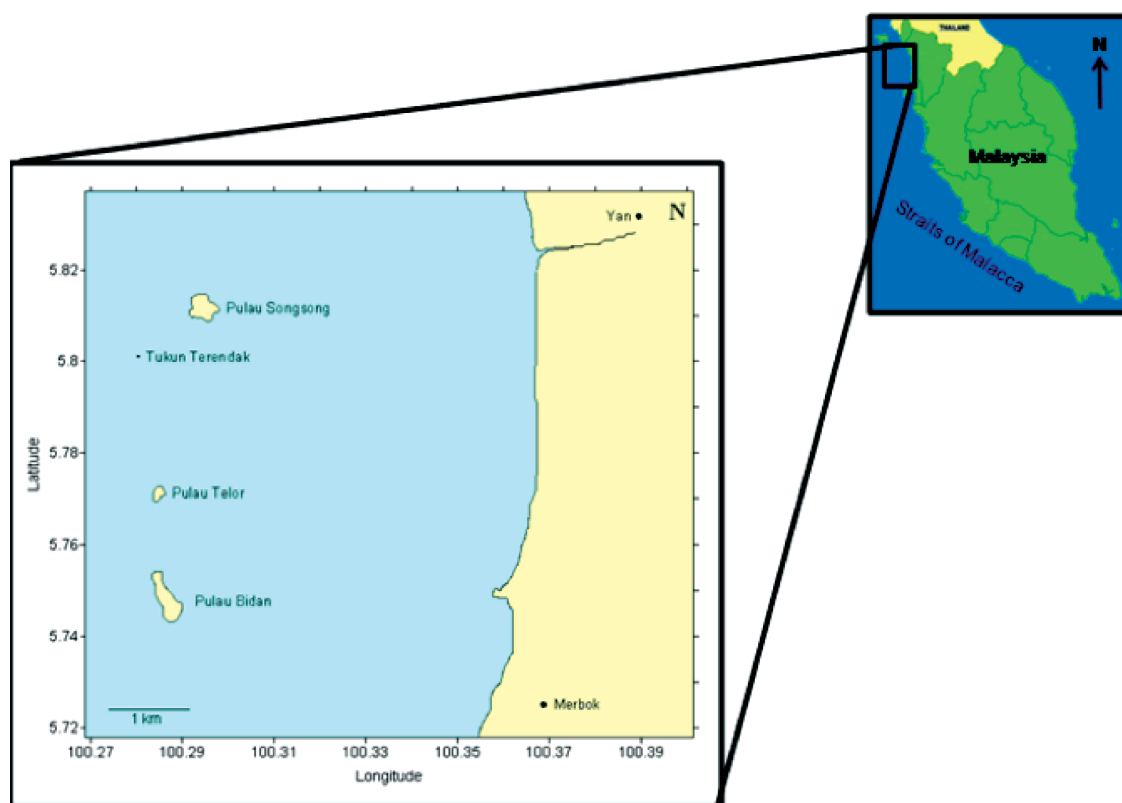 THAILAND
N
Malaysia
Straits of Malacca
Yan
N
5.82
Pulau Songsong
5.8
Tukun Terendak
5.78
Latitude
Pulau Telor
5.76
Pulau Bidan
5.74
Merbok
1 km
5.72
100.27 100.29 100.31 100.33 100.35 100.37 100.39
Longitude